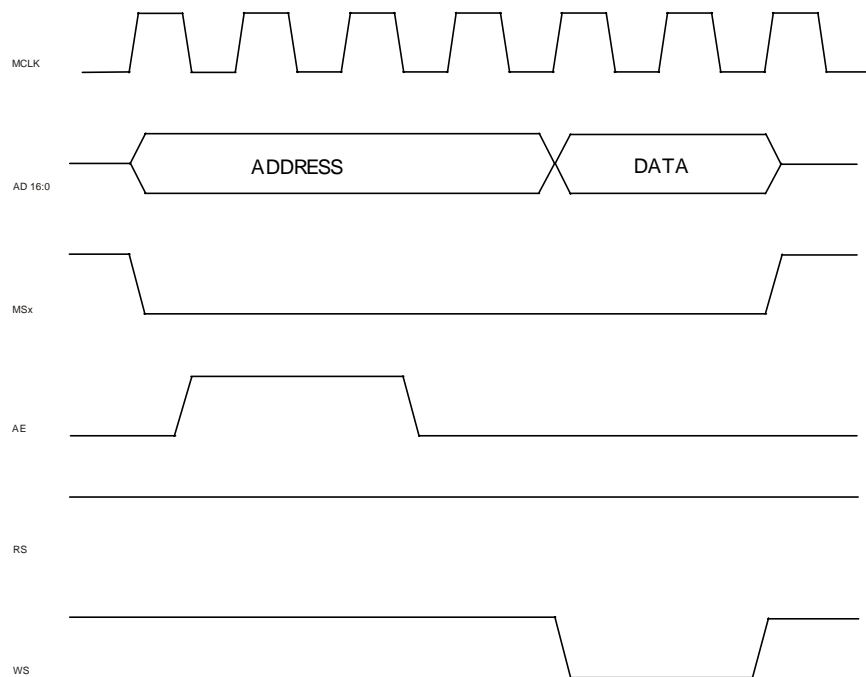 MCLK
AD 16:0
ADDRESS
DATA
MSx
AE
RS
WS